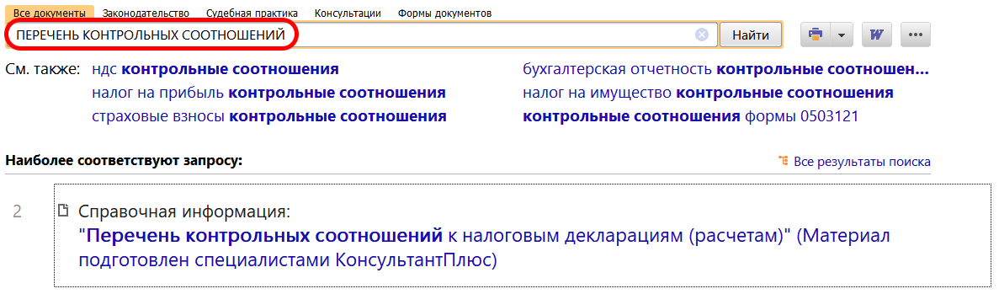 Все документы Законодательство Судебная практика Консультации Формы документов
ПЕРЕЧЕНЬ КОНТРОЛЬНЫХ СООТНОШЕНИЙ Найти W
См. также: ндс контрольные соотношения бухгалтерская отчетность контрольные соотношен...
налог на прибыль контрольные соотношения налог на имущество контрольные соотношения
страховые взносы контрольные соотношения контрольные соотношения формы 0503121
Наиболее соответствуют запросу: Все результаты поиска
2 Справочная информация:
"Перечень контрольных соотношений к налоговым декларациям (расчетам)" (Материал
подготовлен специалистами КонсультантПлюс)